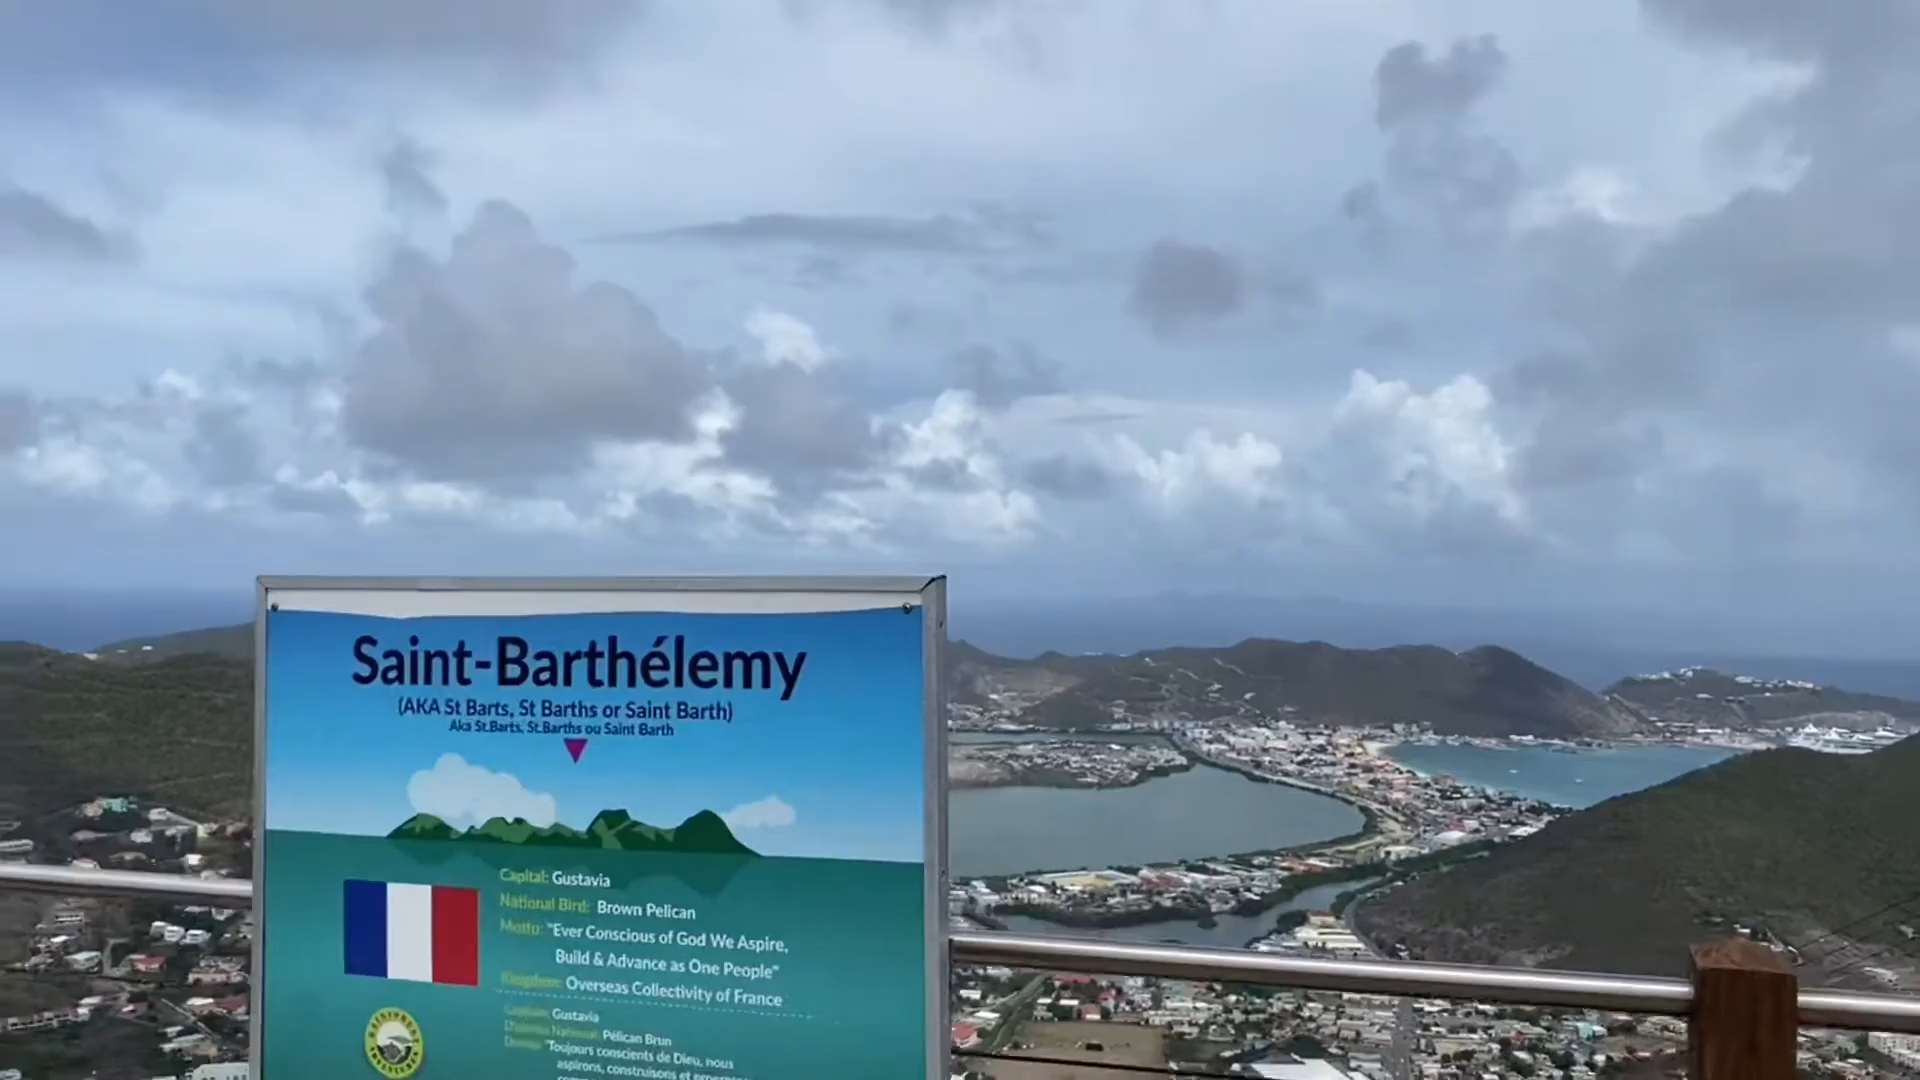 Saint-Barthélemy
(AKA St Barts, St Barths or Saint Barth)
Aka St.Barts, St.Barths ou Saint Barth
Capital: Gustavia
National Bird: Brown Pelican
Motto: "Ever Conscious of God We Aspire,
Build & Advance as One People"
Kingdom: Overseas Collectivity of France
Gustavia
National: Pélican Brun
"Toujours conscients de Dieu, nous
aspirons, construisons et